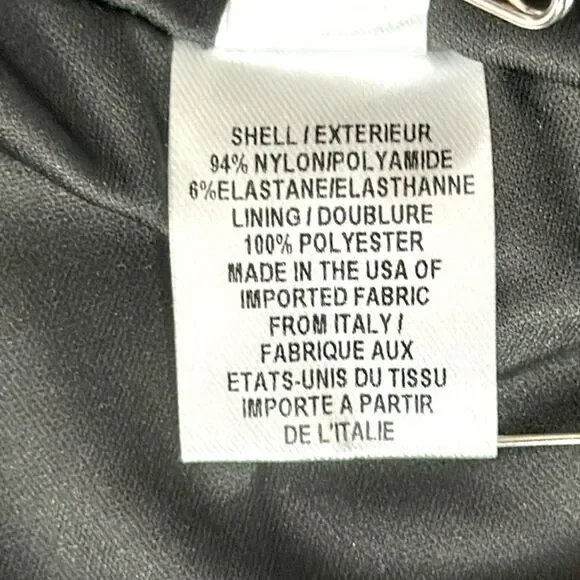 SHELL / EXTERIEUR
94% NYLON/POLYAMIDE
6%ELASTANE/ELASTHANNE
LINING / DOUBLURE
100% POLYESTER
MADE IN THE USA OF
IMPORTED FABRIC
FROM ITALY /
FABRIQUE AUX
ETATS-UNIS DU TISSU
IMPORTE A PARTIR
DE L'ITALIE